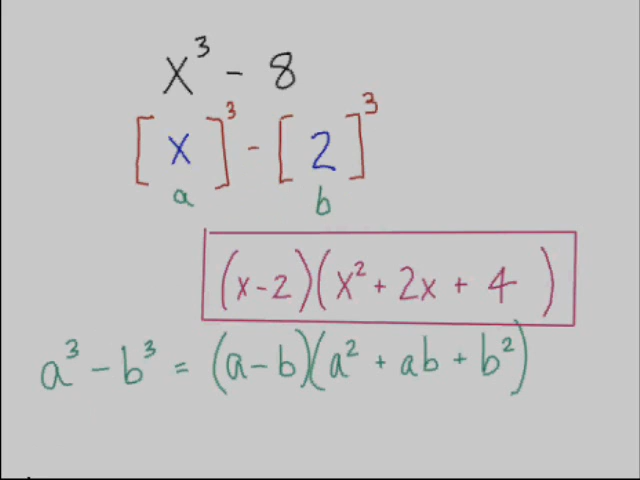 x³ - 8
[x]³ - [2]³
a b
(x-2)(x² + 2x + 4)
a³ - b³ = (a-b)(a² + ab + b²)